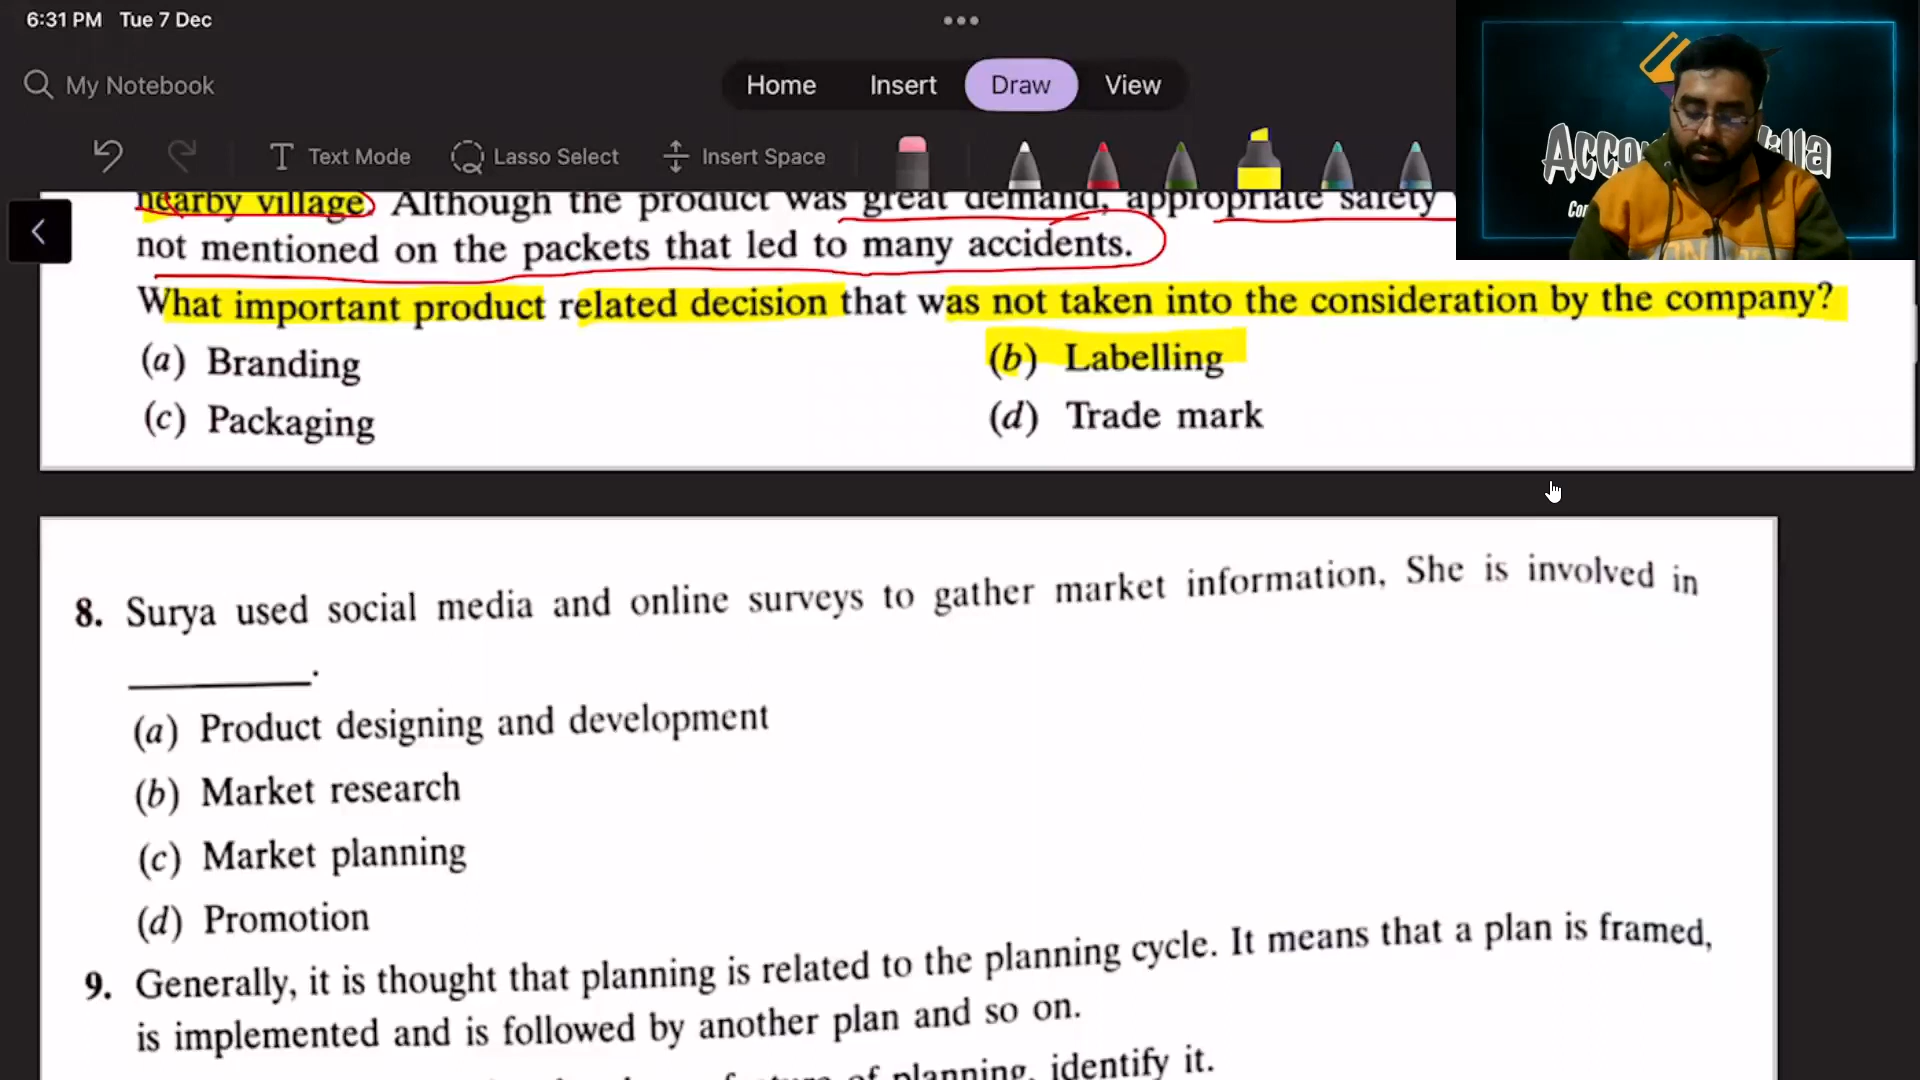 6:31 PM Tue 7 Dec
My Notebook
Home Insert Draw View
Text Mode Lasso Select Insert Space
nearby village. Although the product was great demand, appropriate safety
not mentioned on the packets that led to many accidents.
What important product related decision that was not taken into the consideration by the company?
(a) Branding (b) Labelling
(c) Packaging (d) Trade mark
8. Surya used social media and online surveys to gather market information, She is involved in
__________.
(a) Product designing and development
(b) Market research
(c) Market planning
(d) Promotion
9. Generally, it is thought that planning is related to the planning cycle. It means that a plan is framed,
is implemented and is followed by another plan and so on.
of planning, identify it.